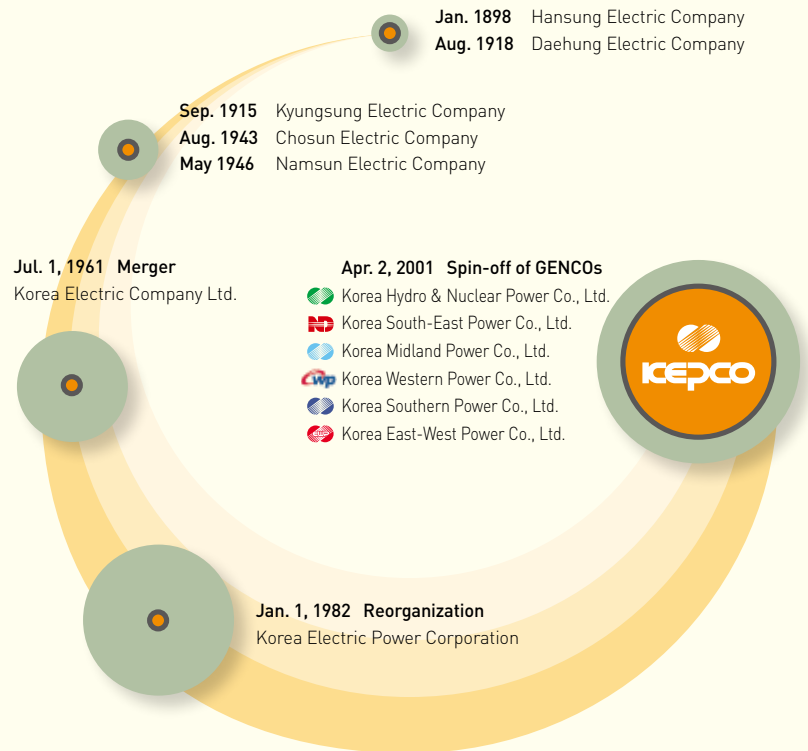 Jan. 1898 Hansung Electric Company
Aug. 1918 Daehung Electric Company
Sep. 1915 Kyungsung Electric Company
Aug. 1943 Chosun Electric Company
May 1946 Namsun Electric Company
Jul. 1, 1961 Merger
Korea Electric Company Ltd.
Apr. 2, 2001 Spin-off of GENCOs
Korea Hydro & Nuclear Power Co., Ltd.
ND Korea South-East Power Co., Ltd.
Korea Midland Power Co., Ltd.
cwp Korea Western Power Co., Ltd.
Korea Southern Power Co., Ltd.
EWP Korea East-West Power Co., Ltd.
KEPCO
Jan. 1, 1982 Reorganization
Korea Electric Power Corporation